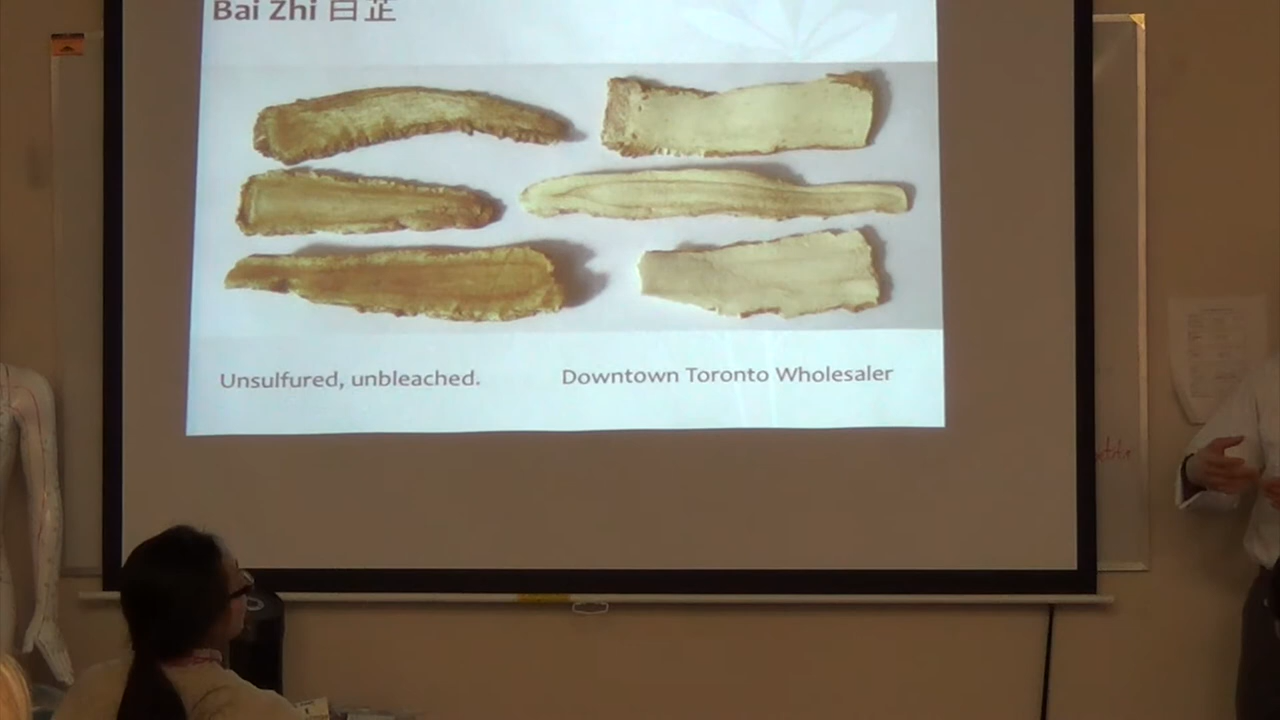 Bai Zhi 白芷
Unsulfured, unbleached.
Downtown Toronto Wholesaler